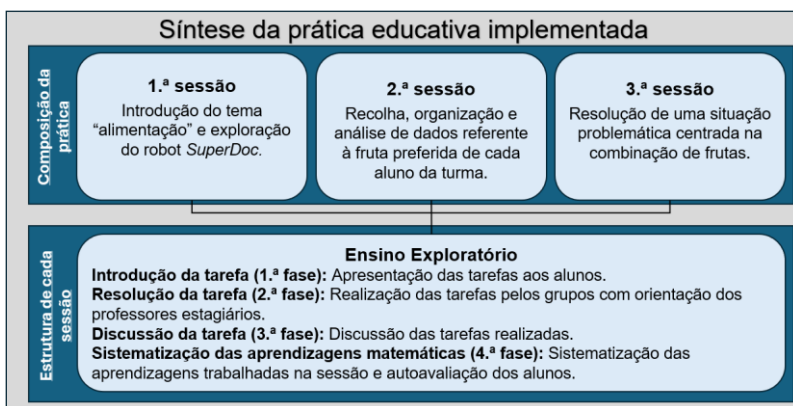 Síntese da prática educativa implementada
Composição da
prática
1.ª sessão
Introdução do tema
“alimentação” e exploração
do robot SuperDoc.
2.ª sessão
Recolha, organização e
análise de dados referente
à fruta preferida de cada
aluno da turma.
3.ª sessão
Resolução de uma situação
problemática centrada na
combinação de frutas.
Estrutura de cada
sessão
Ensino Exploratório
Introdução da tarefa (1.ª fase): Apresentação das tarefas aos alunos.
Resolução da tarefa (2.ª fase): Realização das tarefas pelos grupos com orientação dos
professores estagiários.
Discussão da tarefa (3.ª fase): Discussão das tarefas realizadas.
Sistematização das aprendizagens matemáticas (4.ª fase): Sistematização das
aprendizagens trabalhadas na sessão e autoavaliação dos alunos.